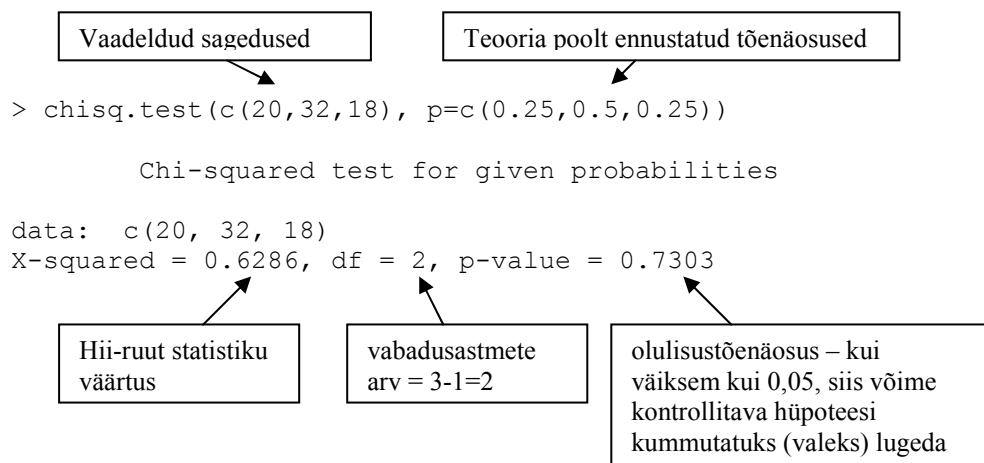 Vaadeldud sagedused
Teooria poolt ennustatud tõenäosused
> chisq.test(c(20,32,18), p=c(0.25,0.5,0.25))
Chi-squared test for given probabilities
data:  c(20, 32, 18)
X-squared = 0.6286, df = 2, p-value = 0.7303
Hii-ruut statistiku
väärtus
vabadusastmete
arv = 3-1=2
olulisustõenäosus – kui
väiksem kui 0,05, siis võime
kontrollitava hüpoteesi
kummutatuks (valeks) lugeda